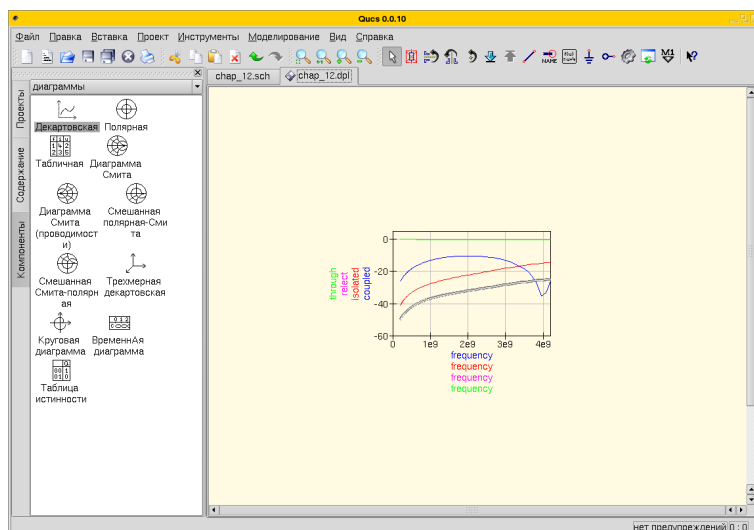 Qucs 0.0.10
Файл Правка Вставка Проект Инструменты Моделирование Вид Справка
NAME
M1
chap_12.sch chap_12.dpl
диаграммы
Проекты
Содержание
Компоненты
Декартовская Полярная
Табличная Диаграмма
Смита
Диаграмма Смешанная
Смита полярная-Сми
(проводимост та
и)
Смешанная Трехмерная
Смита-полярн декартовская
ая
Круговая ВременнАя
диаграмма диаграмма
Таблица
истинности
through
relect
isolated
coupled
0
-20
-40
-60
0 1e9 2e9 3e9 4e9
frequency
frequency
frequency
frequency
нет предупреждений 0 : 0